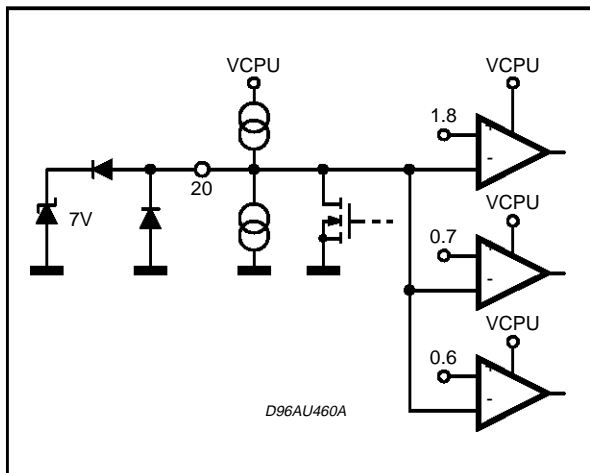 VCPU
VCPU
1.8
+
-
20
7V
VCPU
0.7
+
-
VCPU
0.6
+
-
D96AU460A